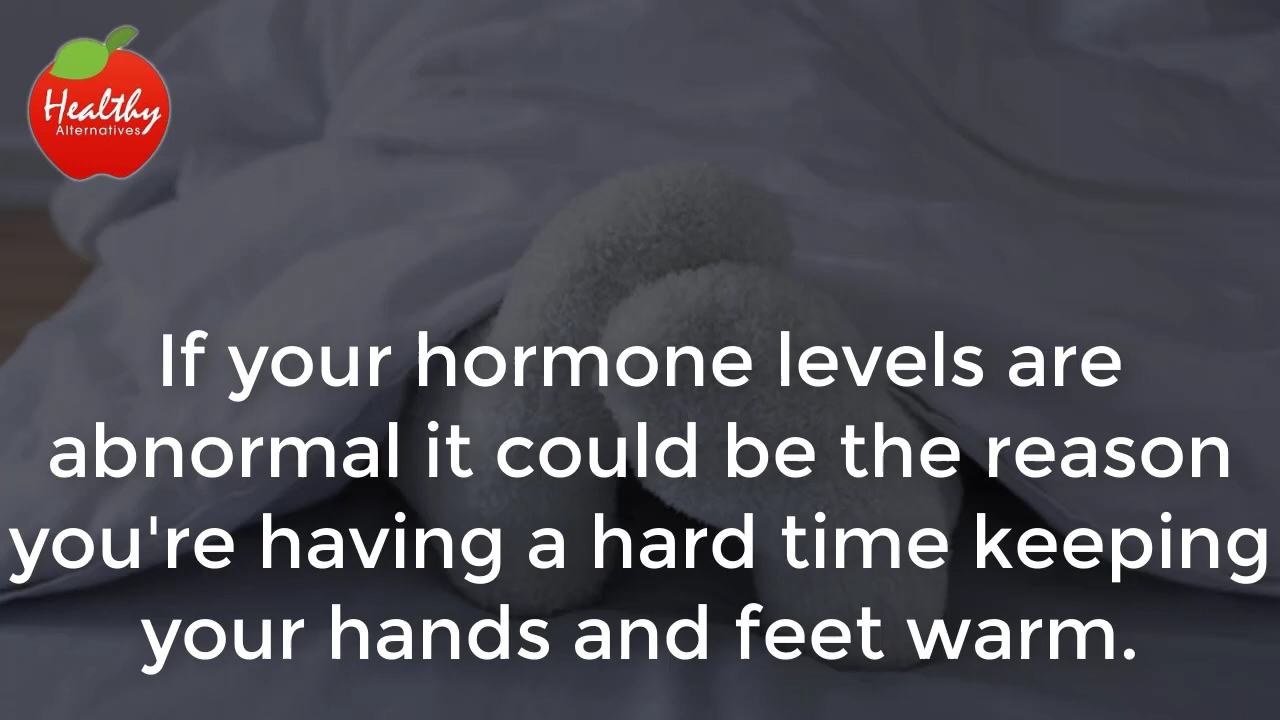 Healthy
Alternatives
If your hormone levels are
abnormal it could be the reason
you're having a hard time keeping
your hands and feet warm.